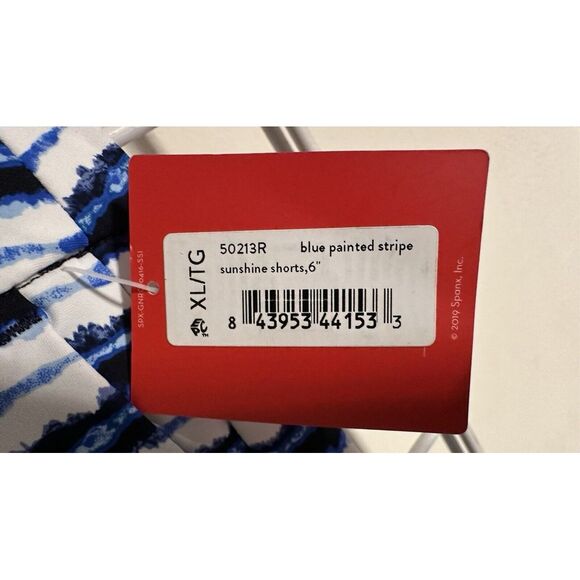 XL/TG
50213R blue painted stripe
sunshine shorts,6"
8 43953 44153 3
© 2019 Spanx, Inc.